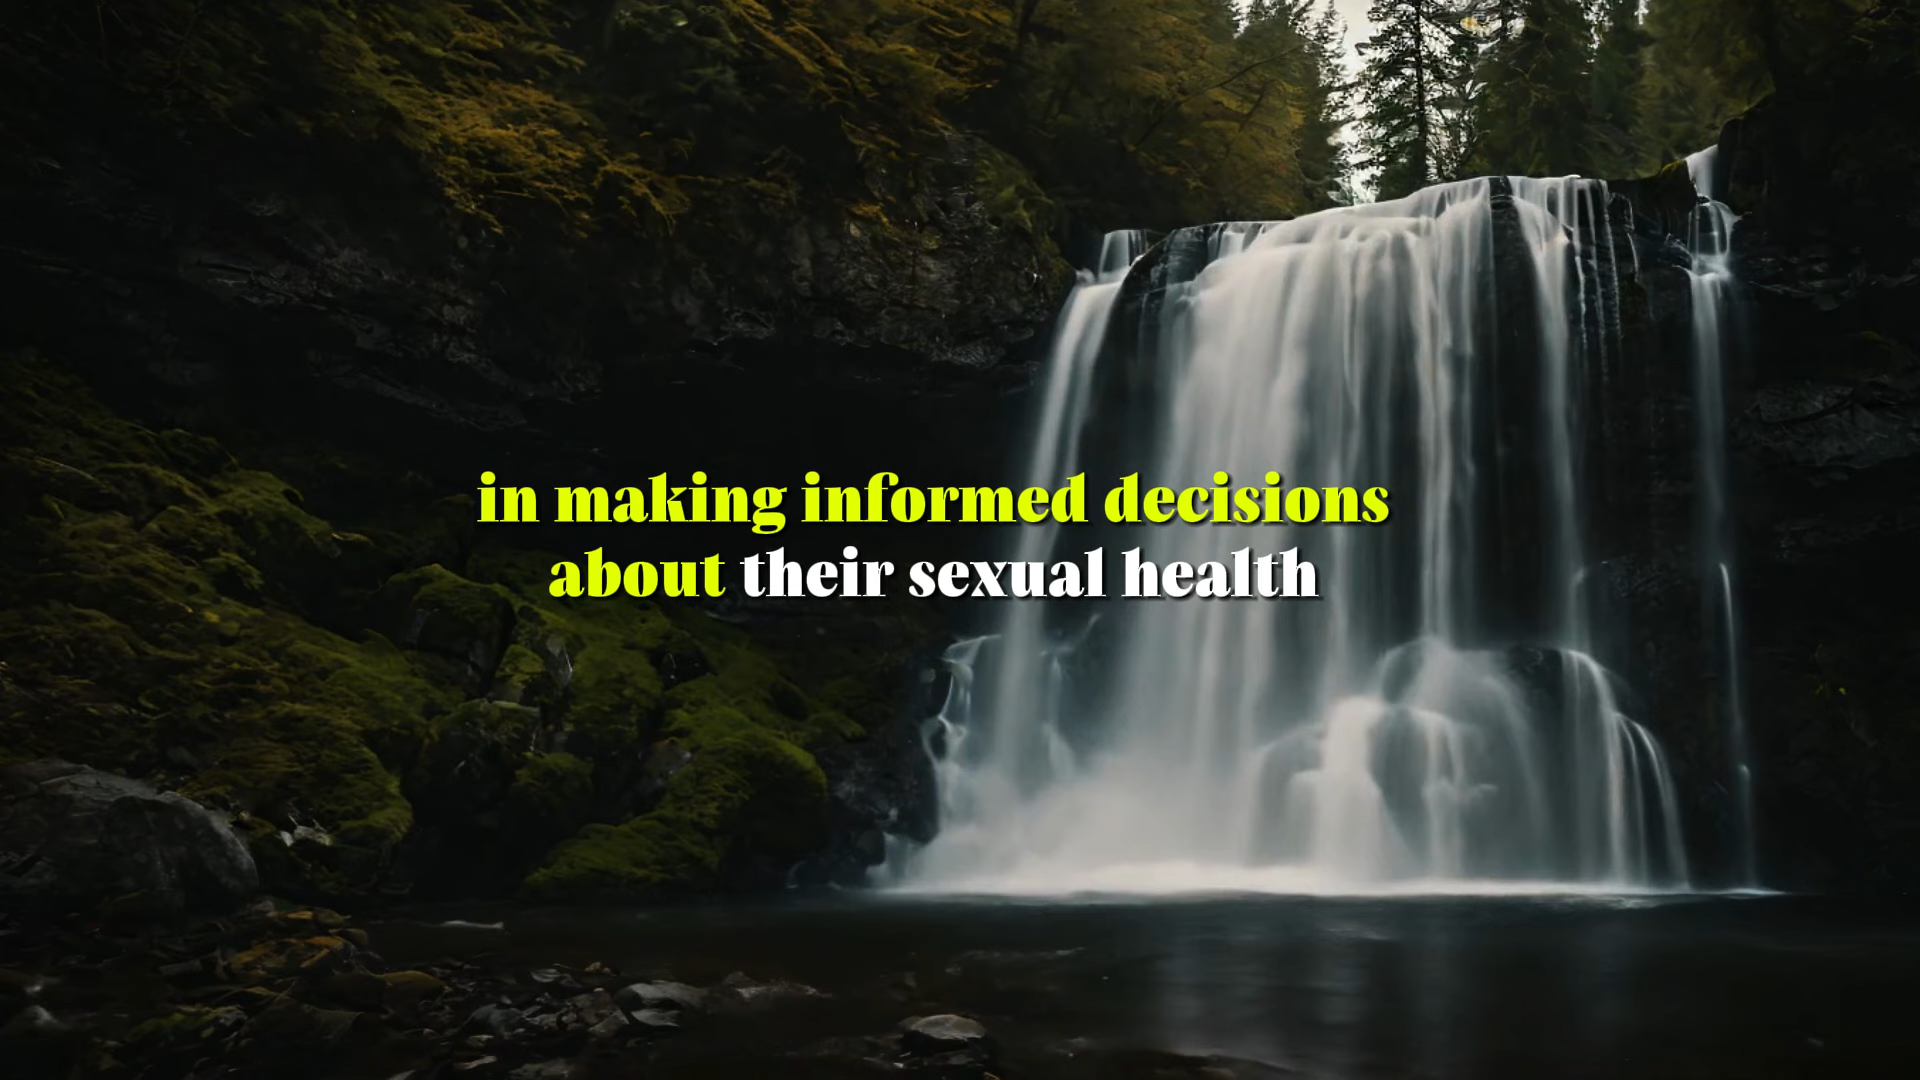 in making informed decisions
about their sexual health